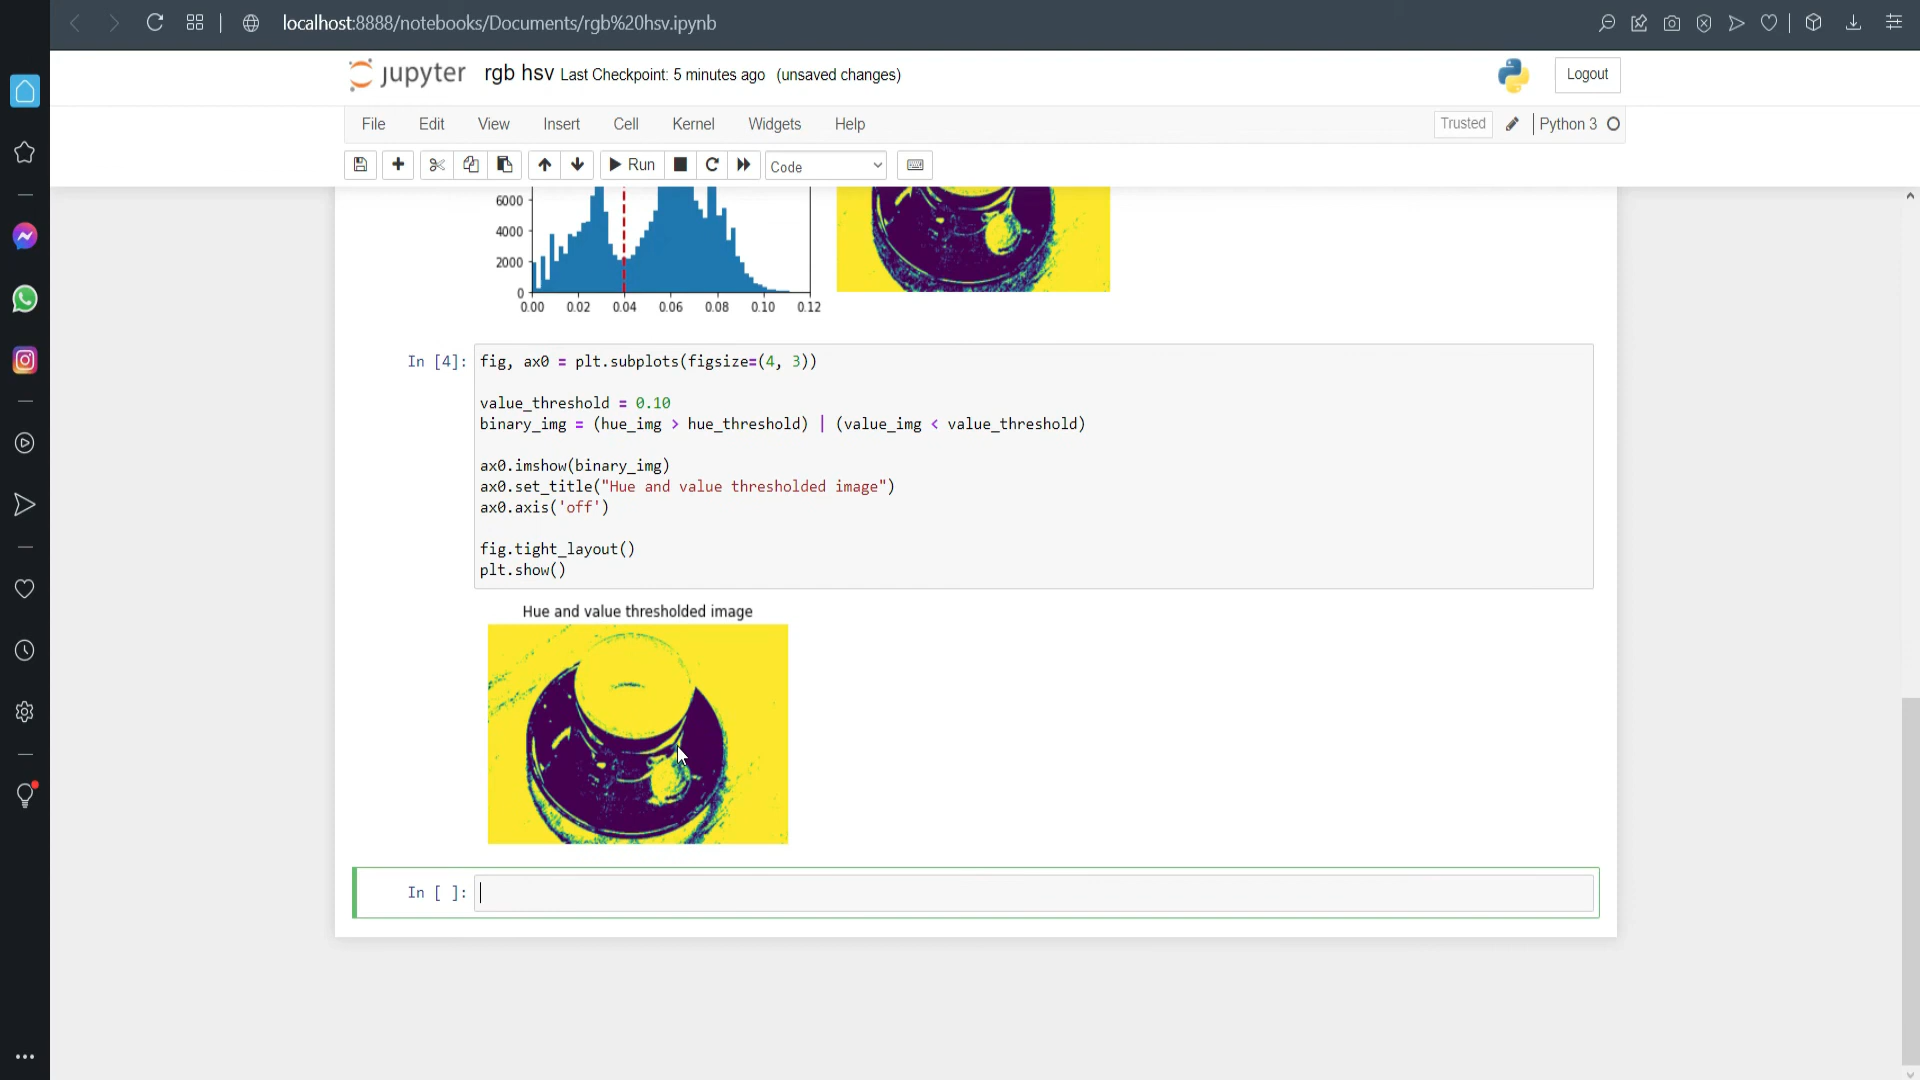 localhost:8888/notebooks/Documents/rgb%20hsv.ipynb
jupyter rgb hsv Last Checkpoint: 5 minutes ago (unsaved changes) Logout
File Edit View Insert Cell Kernel Widgets Help Trusted Python 3
Run Code
6000
4000
2000
0
0.00 0.02 0.04 0.06 0.08 0.10 0.12
In [4]: fig, ax0 = plt.subplots(figsize=(4, 3))
value_threshold = 0.10
binary_img = (hue_img > hue_threshold) | (value_img < value_threshold)
ax0.imshow(binary_img)
ax0.set_title("Hue and value thresholded image")
ax0.axis('off')
fig.tight_layout()
plt.show()
Hue and value thresholded image
In [ ]: